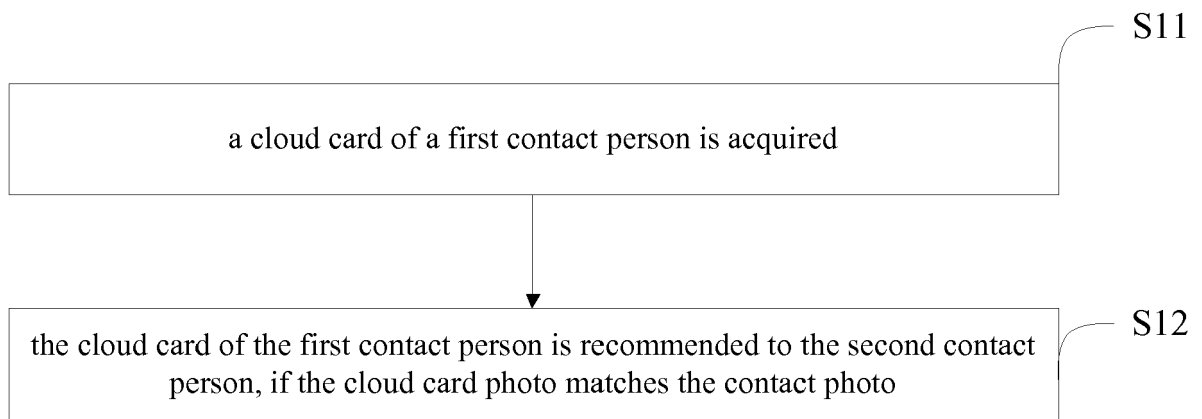 S11
a cloud card of a first contact person is acquired
S12
the cloud card of the first contact person is recommended to the second contact
person, if the cloud card photo matches the contact photo